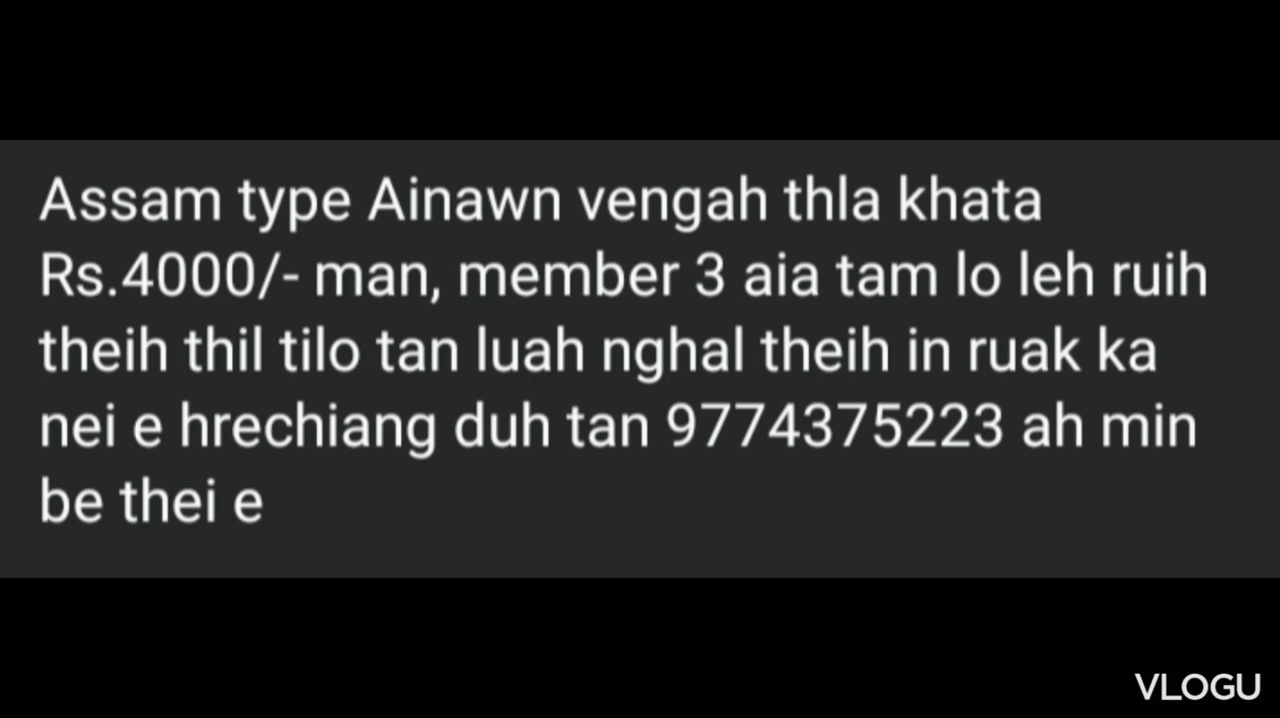 Assam type Ainawn vengah thla khata
Rs.4000/- man, member 3 aia tam lo leh ruih
theih thil tilo tan luah nghal theih in ruak ka
nei e hrechiang duh tan 9774375223 ah min
be thei e
VLOGU